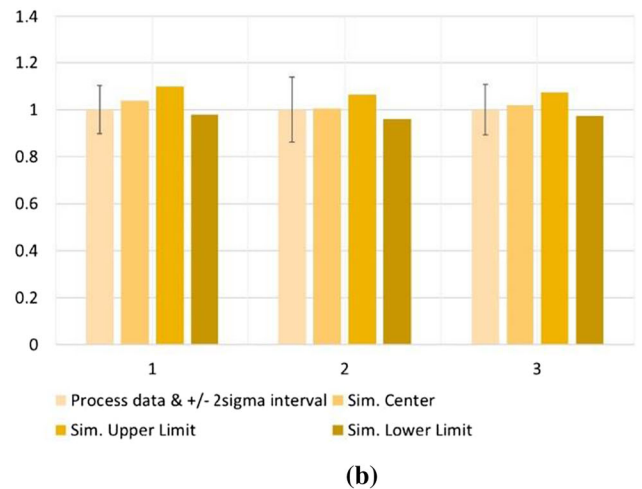 1.4
1.2
1
0.8
0.6
0.4
0.2
0
1 2 3
Process data & +/- 2sigma interval Sim. Center
Sim. Upper Limit Sim. Lower Limit
(b)